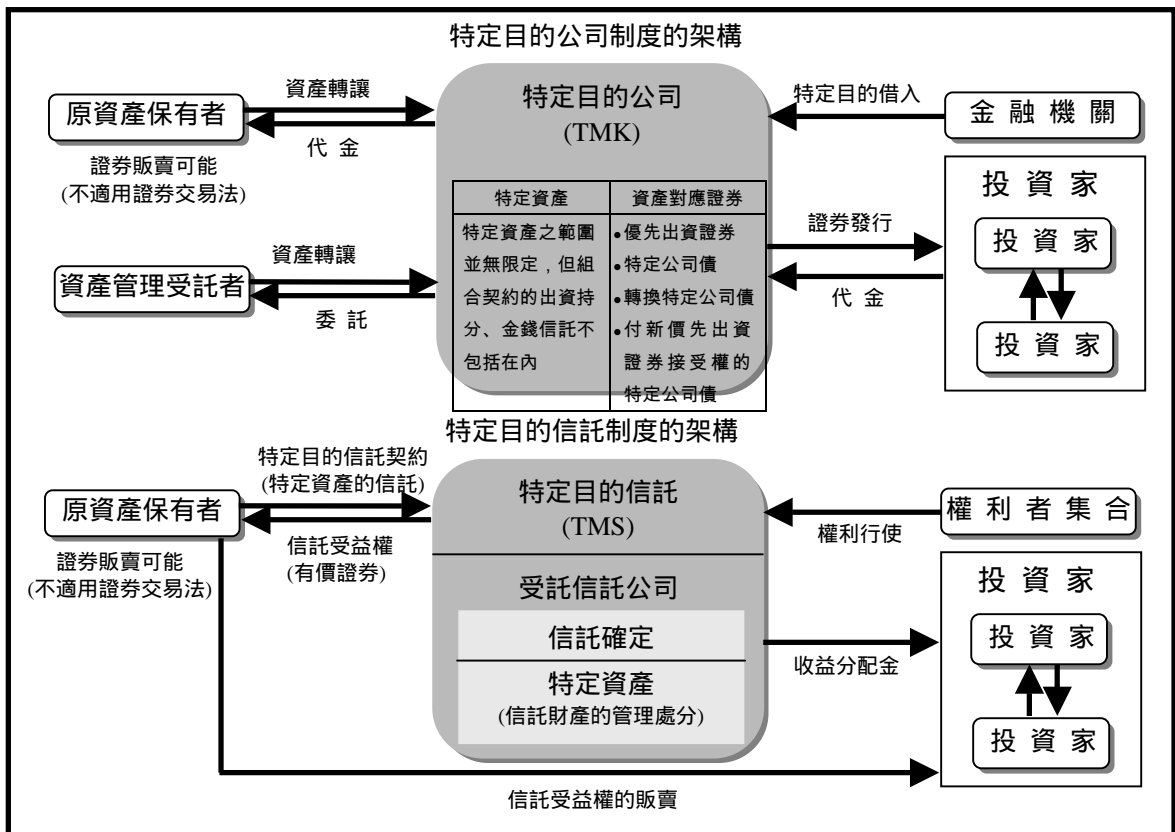 特定目的公司制度的架構
原資產保有者
資產轉讓
代 金
證券販賣可能
(不適用證券交易法)
資產管理受託者
資產轉讓
委 託
特定目的公司
(TMK)
特定資產
特定資產之範圍
並無限定，但組
合契約的出資持
分、金錢信託不
包括在內
資產對應證券
●優先出資證券
●特定公司債
●轉換特定公司債
●付新價先出資
證券接受權的
特定公司債
特定目的借入
金 融 機 關
證券發行
代 金
投 資 家
投 資 家
投 資 家
特定目的信託制度的架構
原資產保有者
特定目的信託契約
(特定資產的信託)
信託受益權
(有價證券)
證券販賣可能
(不適用證券交易法)
特定目的信託
(TMS)
受託信託公司
信託確定
特定資產
(信託財產的管理處分)
權利行使
權 利 者 集 合
收益分配金
投 資 家
投 資 家
投 資 家
信託受益權的販賣